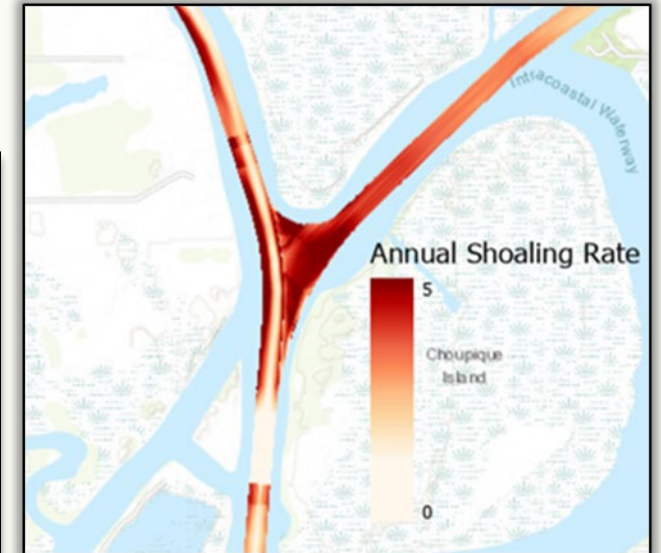 Intracoastal Waterway
Annual Shoaling Rate
5
Choupique
Island
0